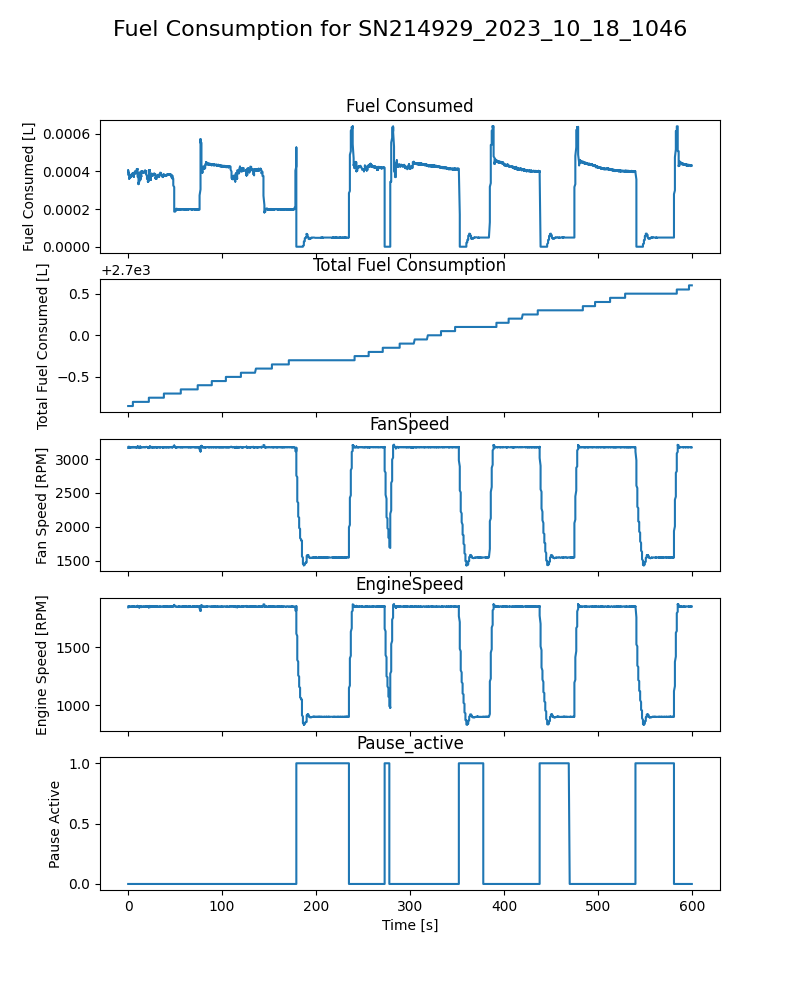 Fuel Consumption for SN214929_2023_10_18_1046
Fuel Consumed
Fuel Consumed [L]
0.0006
0.0004
0.0002
0.0000
Total Fuel Consumption
+2.7e3
Total Fuel Consumed [L]
0.5
0.0
−0.5
FanSpeed
Fan Speed [RPM]
3000
2500
2000
1500
EngineSpeed
Engine Speed [RPM]
1500
1000
Pause_active
Pause Active
1.0
0.5
0.0
0 100 200 300 400 500 600
Time [s]